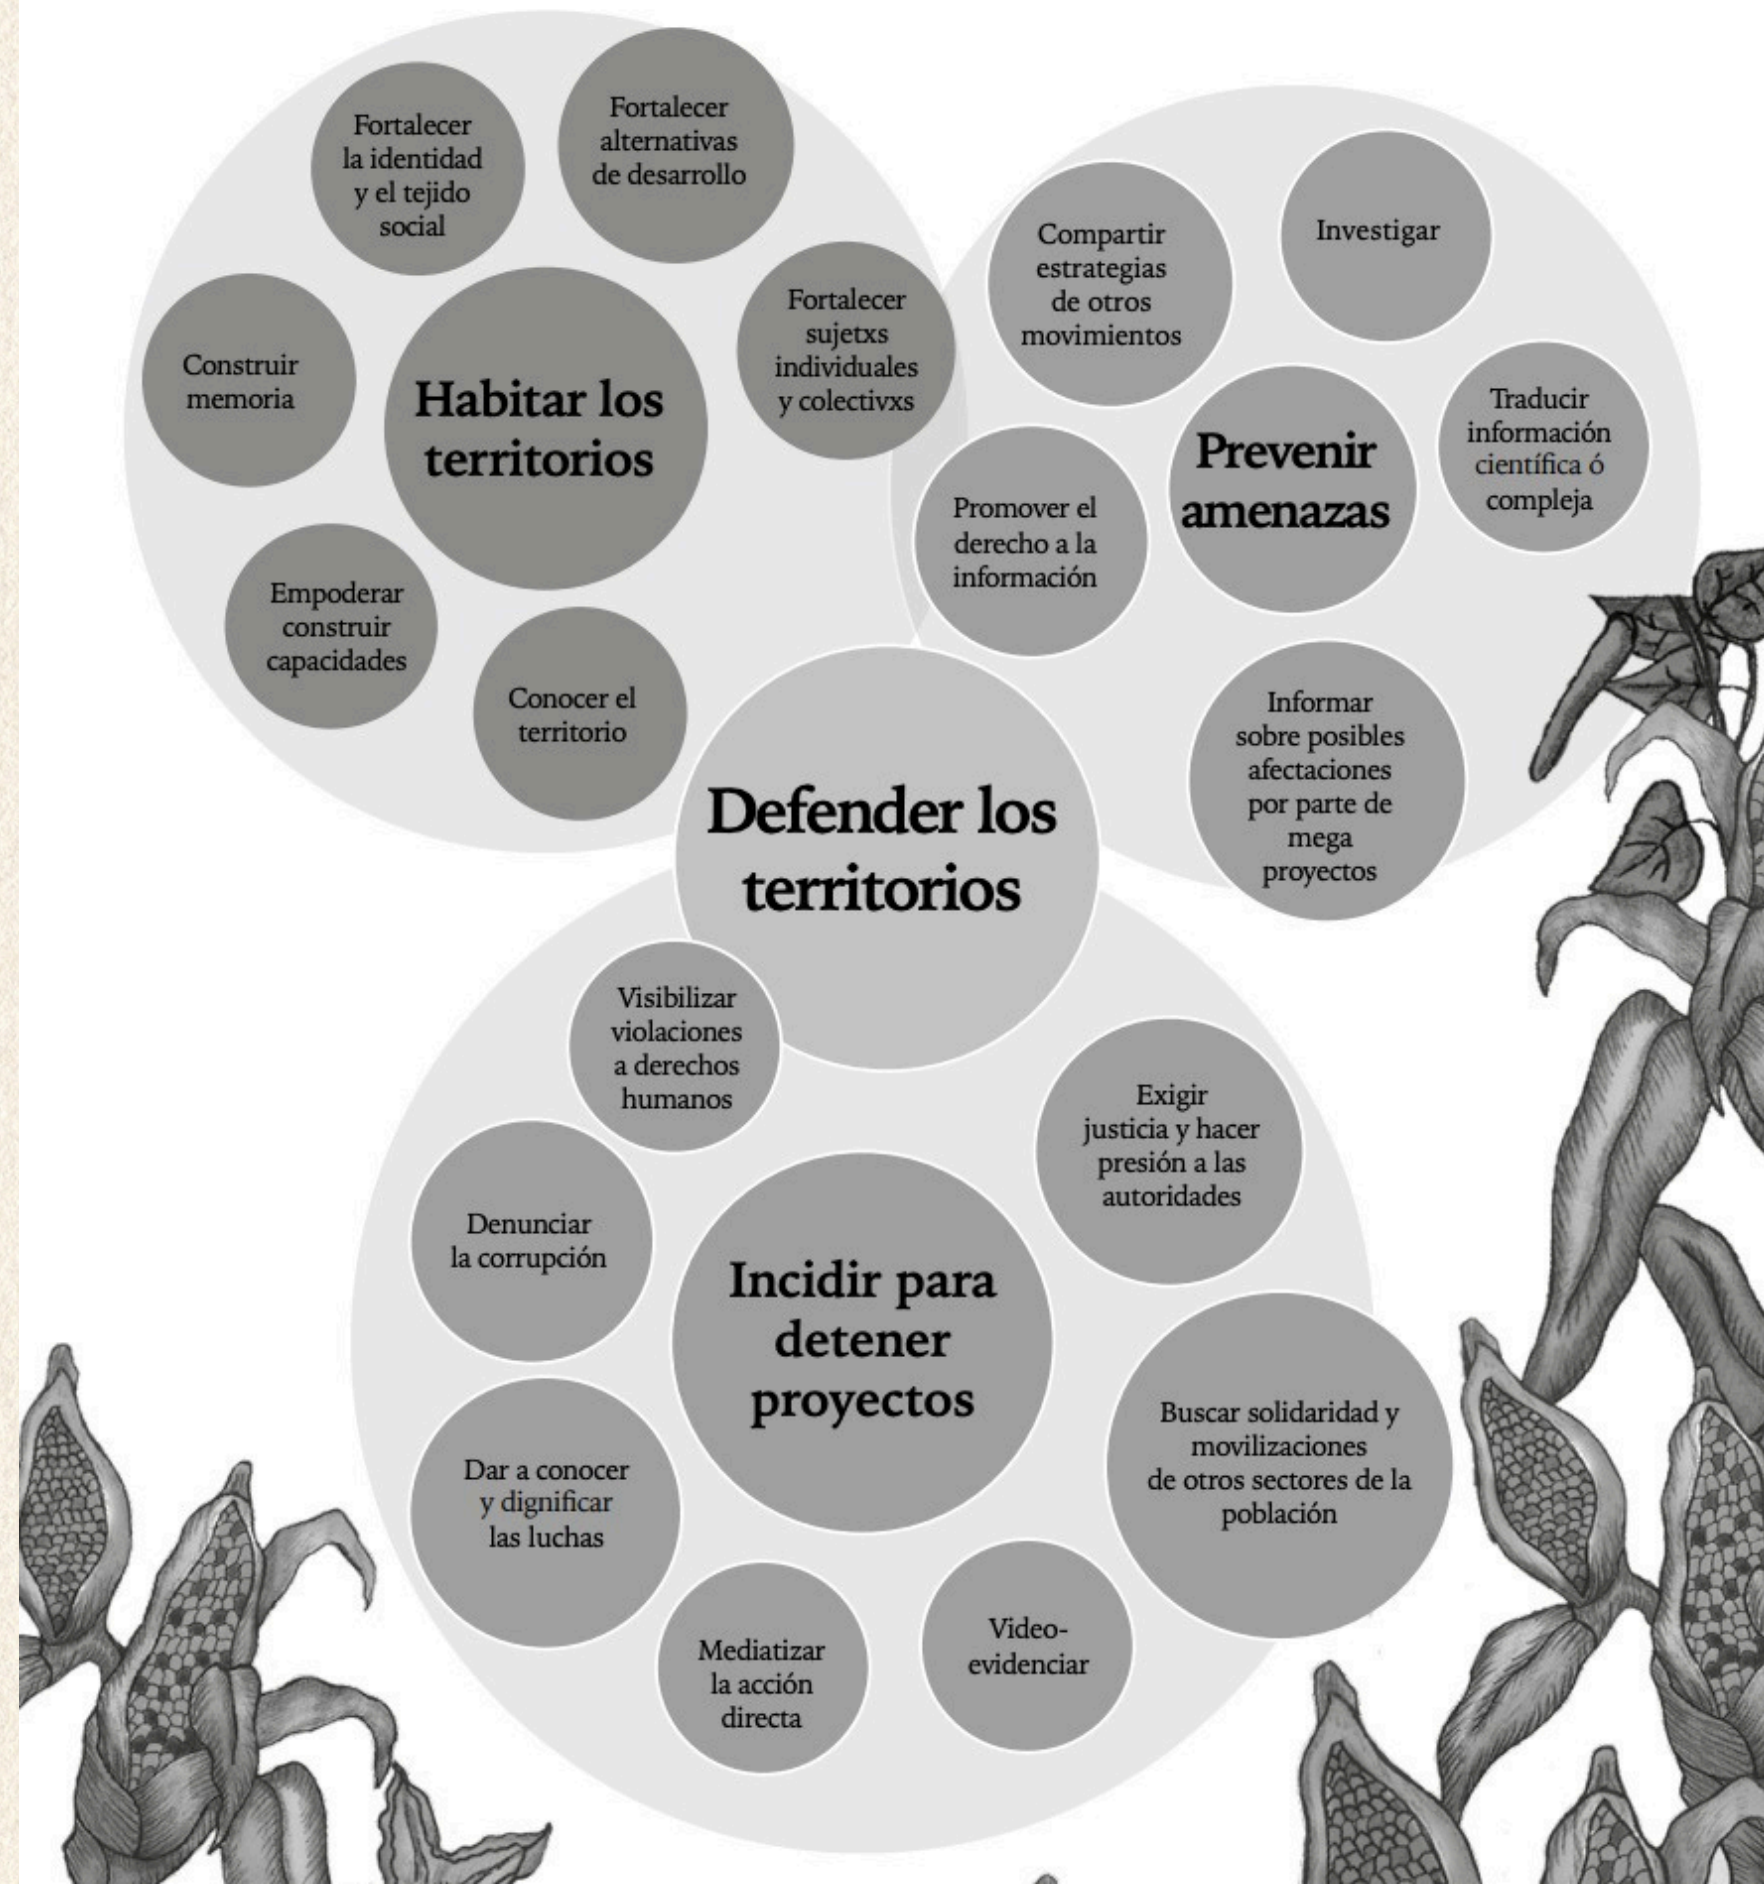 Fortalecer
la identidad
y el tejido
social
Fortalecer
alternativas
de desarrollo
Fortalecer
sujetxs
individuales
y colectivxs
Construir
memoria
Habitar los
territorios
Empoderar
construir
capacidades
Conocer el
territorio
Compartir
estrategias
de otros
movimientos
Investigar
Traducir
información
científica ó
compleja
Prevenir
amenazas
Promover el
derecho a la
información
Informar
sobre posibles
afectaciones
por parte de
mega
proyectos
Defender los
territorios
Visibilizar
violaciones
a derechos
humanos
Exigir
justicia y hacer
presión a las
autoridades
Denunciar
la corrupción
Incidir para
detener
proyectos
Buscar solidaridad y
movilizaciones
de otros sectores de la
población
Dar a conocer
y dignificar
las luchas
Mediatizar
la acción
directa
Video-
evidenciar